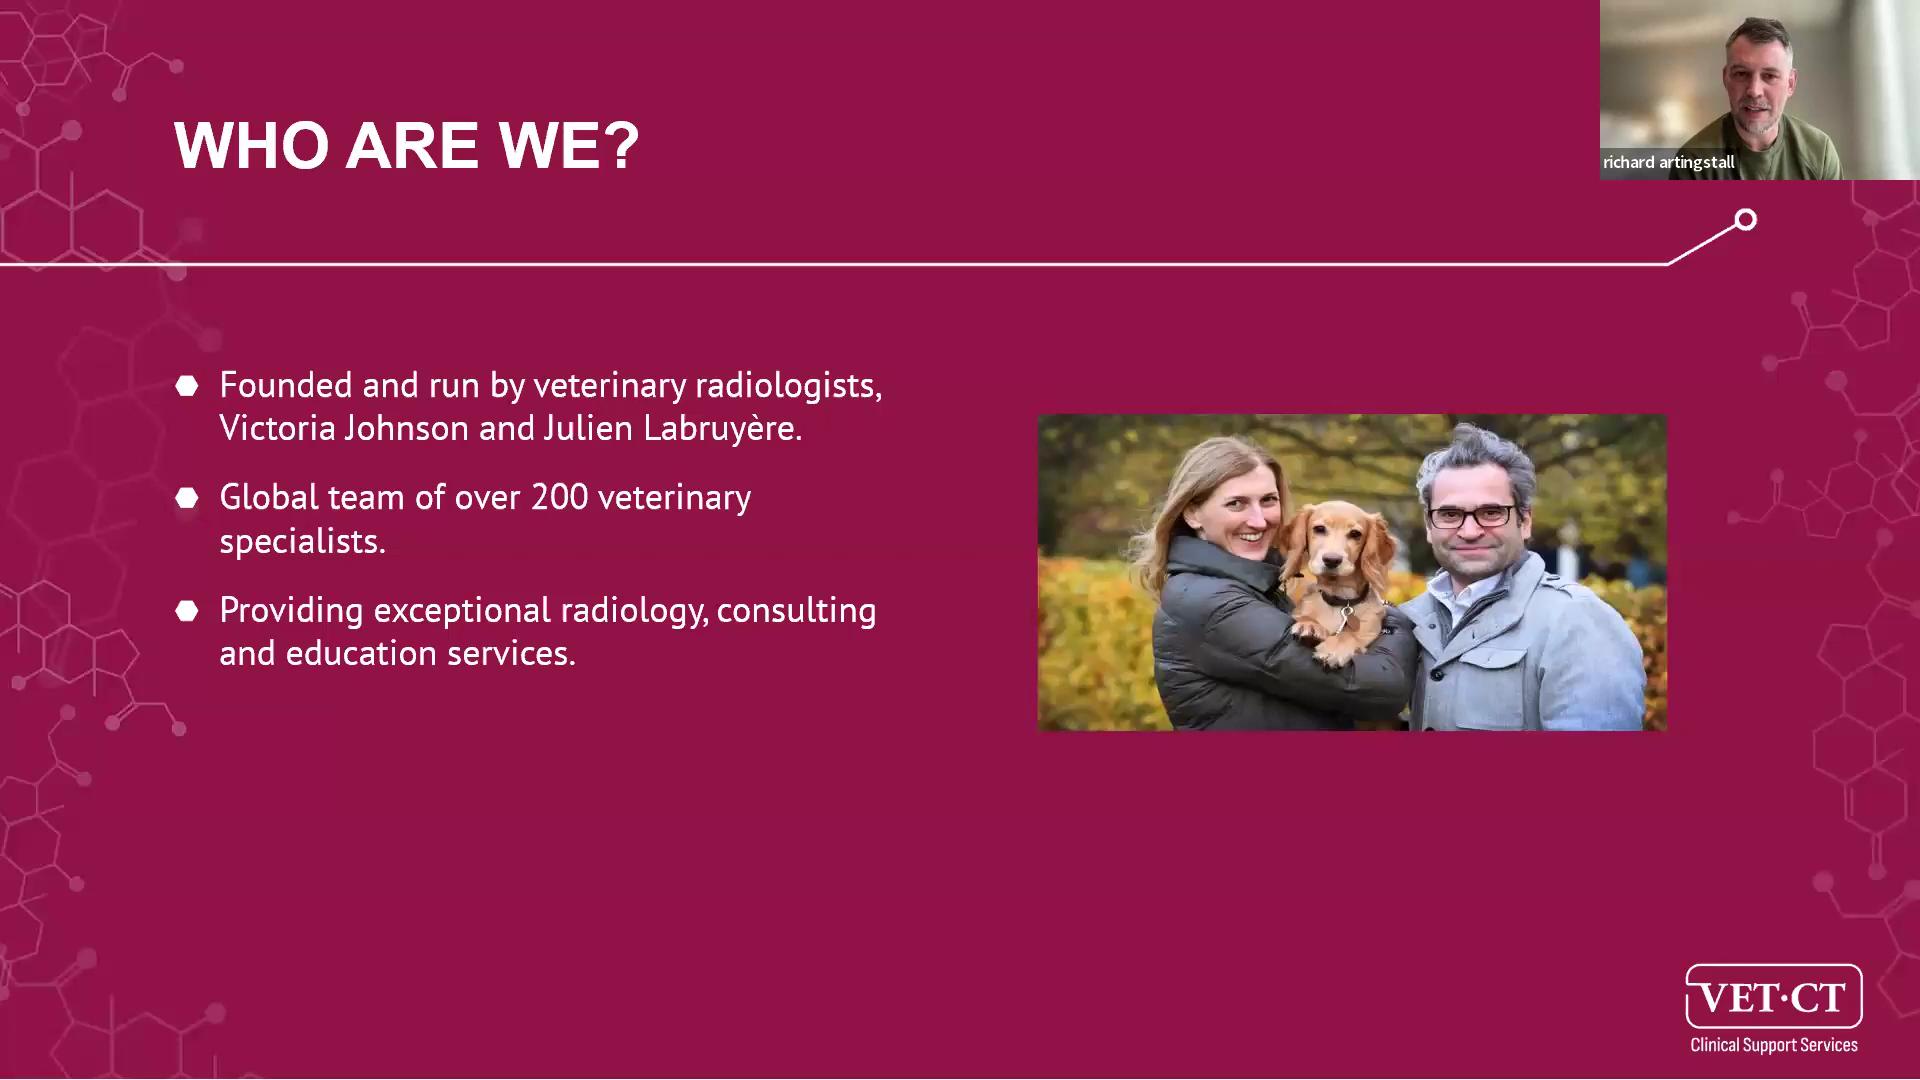 WHO ARE WE?
richard artingstall
Founded and run by veterinary radiologists,
Victoria Johnson and Julien Labruyère.
Global team of over 200 veterinary
specialists.
Providing exceptional radiology, consulting
and education services.
VET·CT
Clinical Support Services